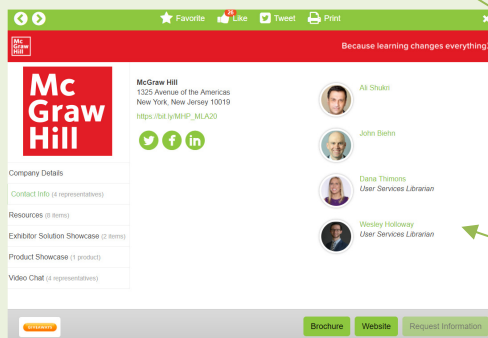 Favorite 26 Like Tweet Print
Mc
Graw
Hill
Because learning changes everything.
Mc
Graw
Hill
McGraw Hill
1325 Avenue of the Americas
New York, New Jersey 10019
https://bit.ly/MHP_MLA20
Ali Shukri
John Biehn
Dana Thimons
User Services Librarian
Wesley Holloway
User Services Librarian
Company Details
Contact Info (4 representatives)
Resources (8 items)
Exhibitor Solution Showcase (2 items)
Product Showcase (1 product)
Video Chat (4 representatives)
Brochure Website Request Information